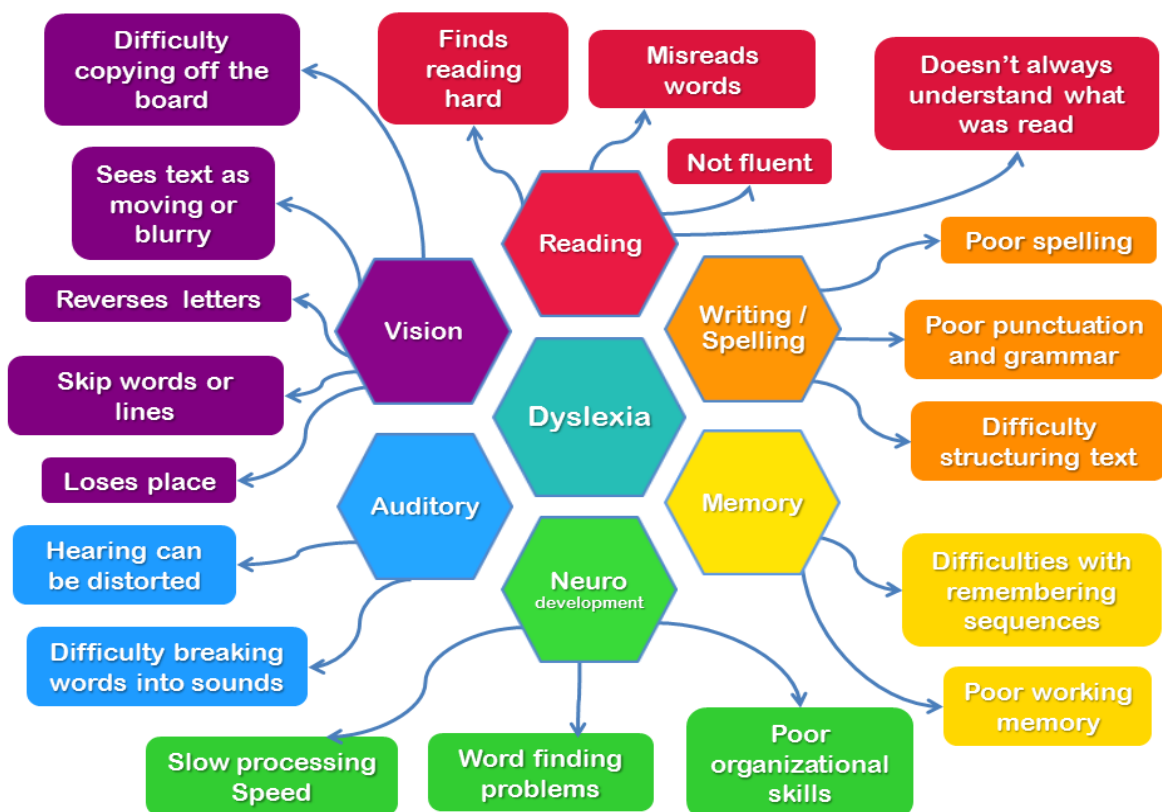 Difficulty
copying off the
board
Finds
reading
hard
Misreads
words
Doesn't always
understand what
was read
Not fluent
Sees text as
moving or
blurry
Reading
Poor spelling
Reverses letters
Vision
Writing /
Spelling
Poor punctuation
and grammar
Skip words or
lines
Dyslexia
Difficulty
structuring text
Loses place
Auditory
Memory
Hearing can
be distorted
Neuro
development
Difficulties with
remembering
sequences
Difficulty breaking
words into sounds
Poor working
memory
Slow processing
Speed
Word finding
problems
Poor
organizational
skills